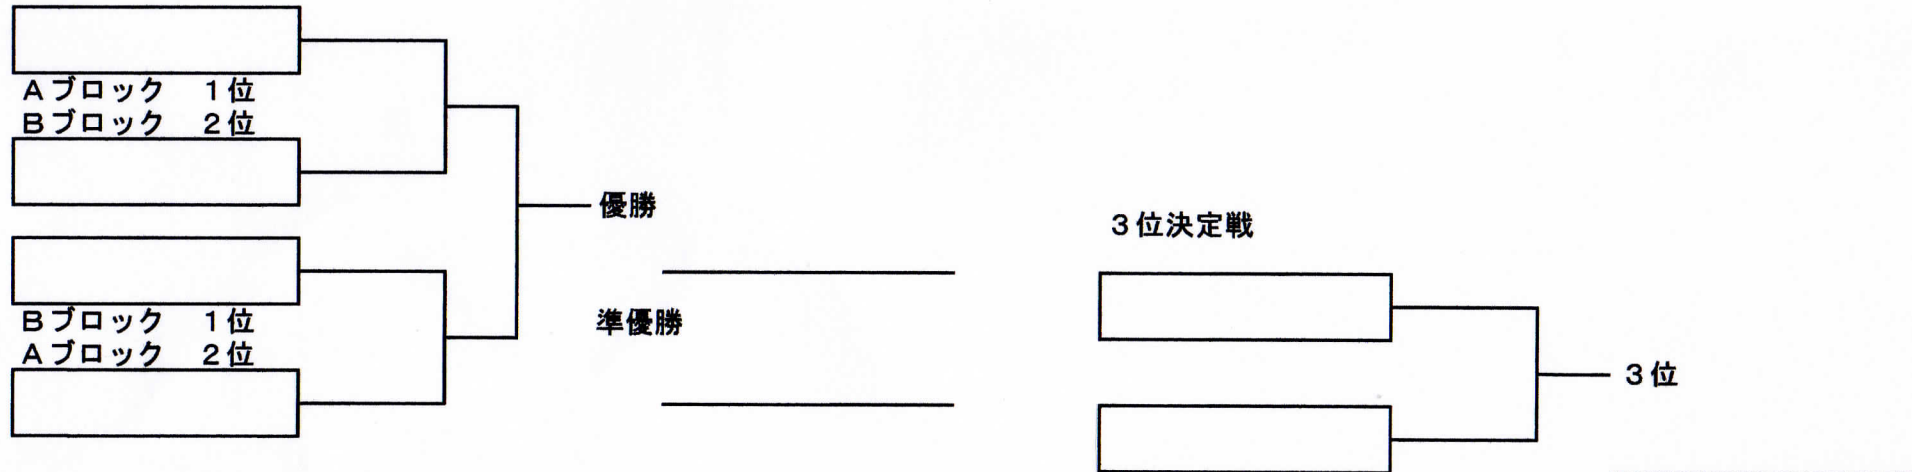 Aブロック　1位
Bブロック　2位
優勝
Bブロック　1位
Aブロック　2位
準優勝
3位決定戦
3位